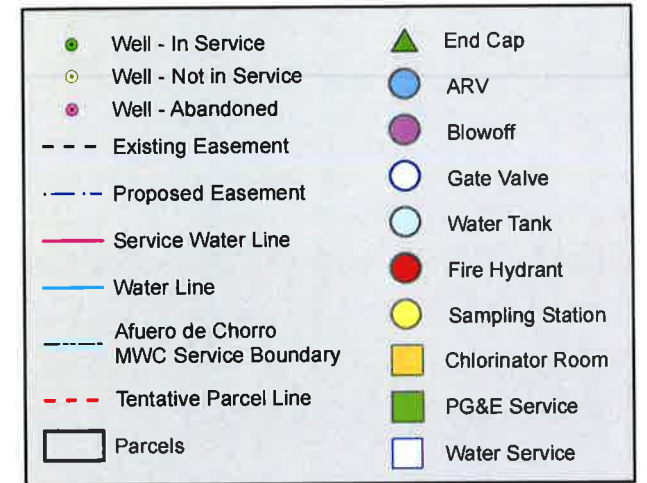 Well - In Service
Well - Not in Service
Well - Abandoned
Existing Easement
Proposed Easement
Service Water Line
Water Line
Afuero de Chorro
MWC Service Boundary
Tentative Parcel Line
Parcels
End Cap
ARV
Blowoff
Gate Valve
Water Tank
Fire Hydrant
Sampling Station
Chlorinator Room
PG&E Service
Water Service